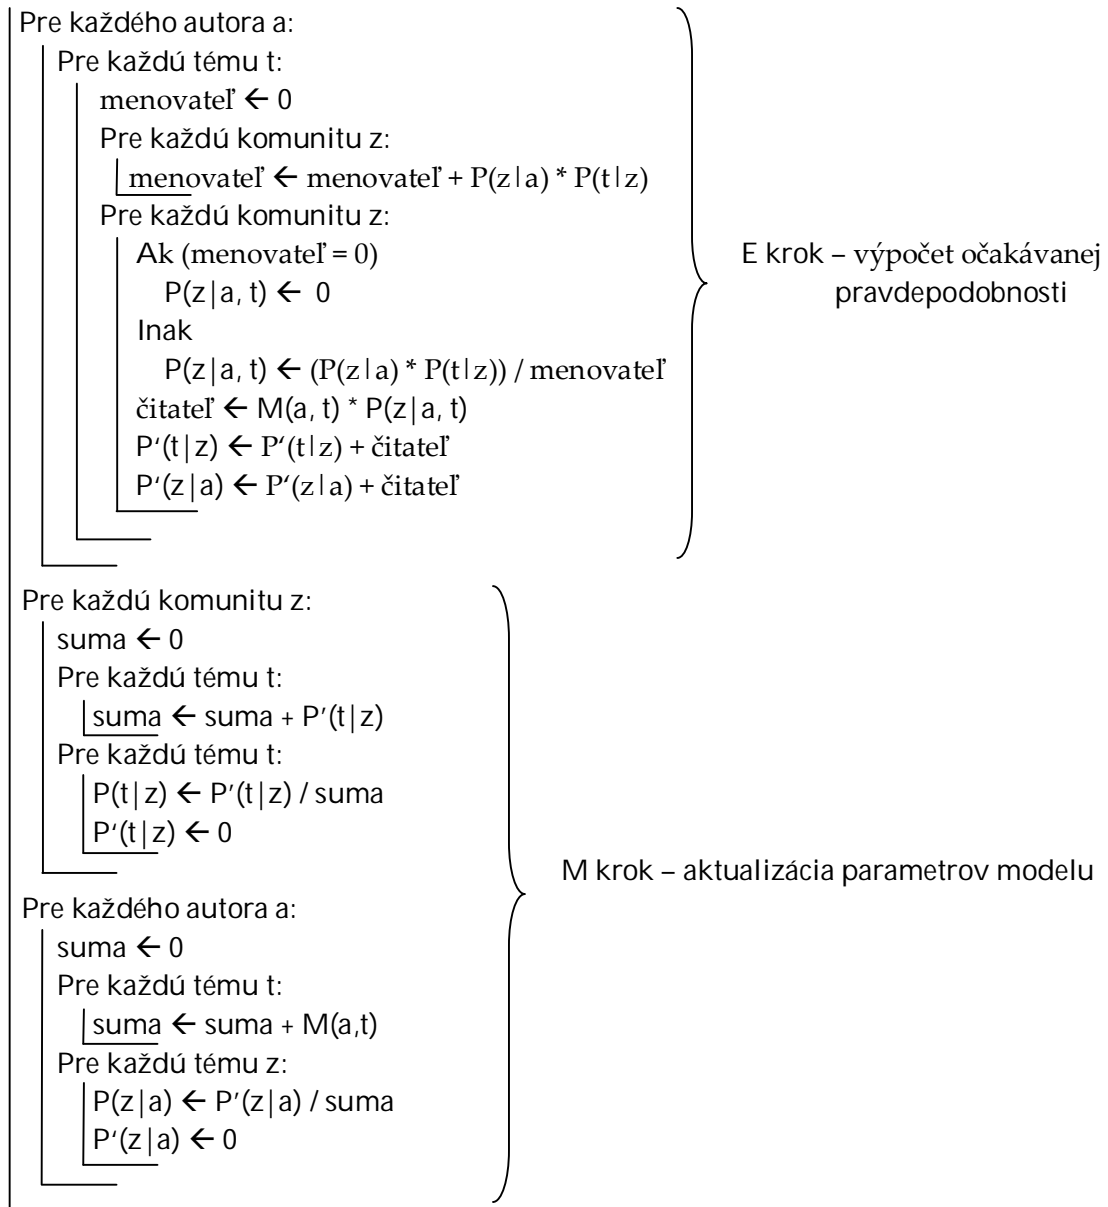 Pre každého autora a:
Pre každú tému t:
menovateľ ← 0
Pre každú komunitu z:
menovateľ ← menovateľ + P(z|a) * P(t|z)
Pre každú komunitu z:
Ak (menovateľ = 0)
P(z|a, t) ← 0
Inak
P(z|a, t) ← (P(z|a) * P(t|z)) / menovateľ
čitateľ ← M(a, t) * P(z|a, t)
P‘(t|z) ← P‘(t|z) + čitateľ
P‘(z|a) ← P‘(z|a) + čitateľ
E krok – výpočet očakávanej
pravdepodobnosti
Pre každú komunitu z:
suma ← 0
Pre každú tému t:
suma ← suma + P’(t|z)
Pre každú tému t:
P(t|z) ← P’(t|z) / suma
P‘(t|z) ← 0
Pre každého autora a:
suma ← 0
Pre každú tému t:
suma ← suma + M(a,t)
Pre každú tému z:
P(z|a) ← P’(z|a) / suma
P‘(z|a) ← 0
M krok – aktualizácia parametrov modelu